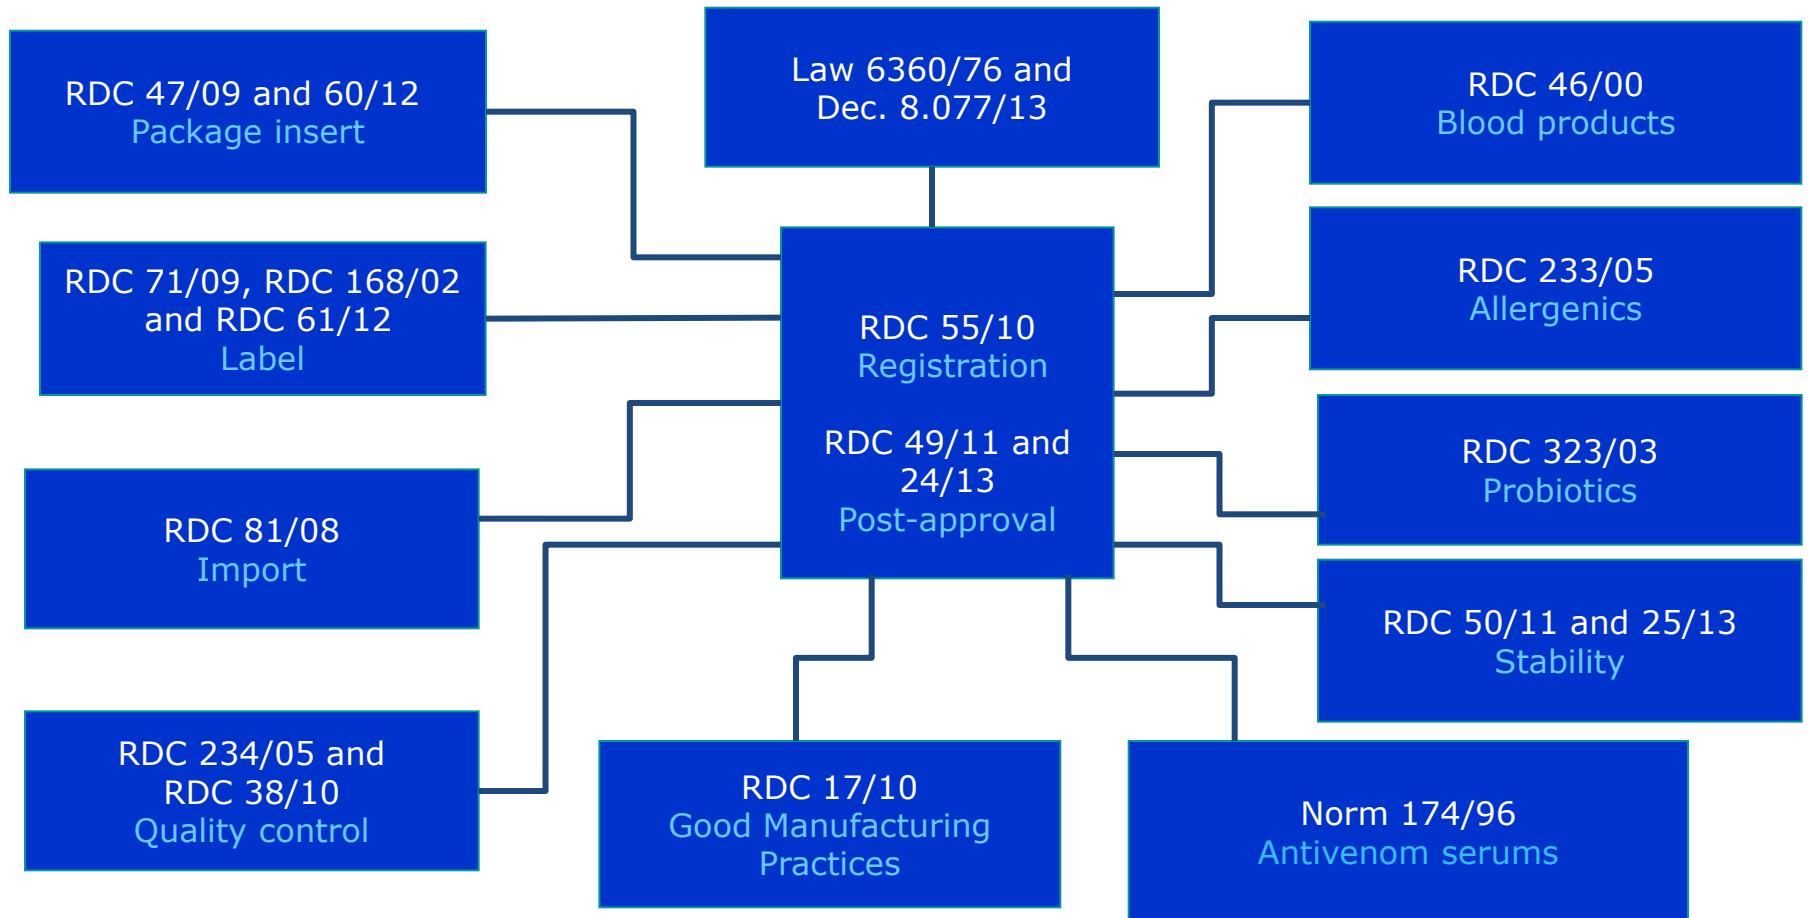 RDC 47/09 and 60/12
Package insert
Law 6360/76 and
Dec. 8.077/13
RDC 46/00
Blood products
RDC 71/09, RDC 168/02
and RDC 61/12
Label
RDC 55/10
Registration
RDC 49/11 and
24/13
Post-approval
RDC 233/05
Allergenics
RDC 323/03
Probiotics
RDC 81/08
Import
RDC 50/11 and 25/13
Stability
RDC 234/05 and
RDC 38/10
Quality control
RDC 17/10
Good Manufacturing
Practices
Norm 174/96
Antivenom serums